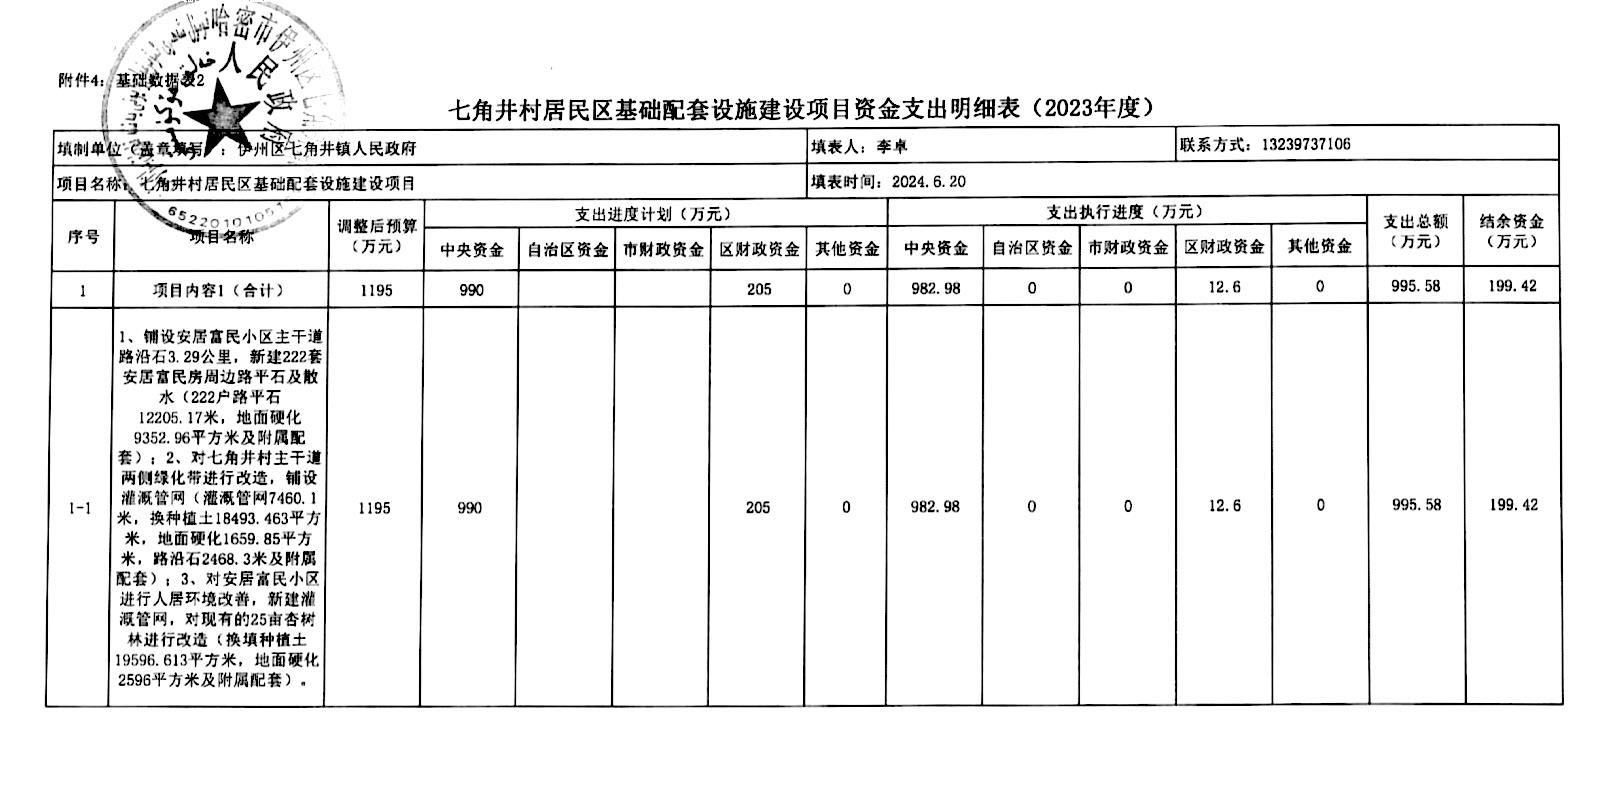 哈密市伊州区七角
人民政府
65220101051
附件4：基础数据表2
七角井村居民区基础配套设施建设项目资金支出明细表（2023年度）
填制单位（盖章填写）：伊州区七角井镇人民政府 填表人：李卓 联系方式：13239737106
项目名称：七角井村居民区基础配套设施建设项目 填表时间：2024.6.20
序号 项目名称 调整后预算（万元） 支出进度计划（万元） 支出执行进度（万元） 支出总额（万元） 结余资金（万元）
中央资金 自治区资金 市财政资金 区财政资金 其他资金 中央资金 自治区资金 市财政资金 区财政资金 其他资金
1 项目内容1（合计） 1195 990 205 0 982.98 0 0 12.6 0 995.58 199.42
1、铺设安居富民小区主干道
路沿石3.29公里，新建222套
安居富民房周边路平石及散
水（222户路平石
12205.17米，地面硬化
9352.96平方米及附属配
套）；2、对七角井村主干道
两侧绿化带进行改造，铺设
灌溉管网（灌溉管网7460.1
米，换种植土18493.463平方
米，地面硬化1659.85平方
米，路沿石2468.3米及附属
配套）；3、对安居富民小区
进行人居环境改善，新建灌
溉管网，对现有的25亩杏树
林进行改造（换填种植土
19596.613平方米，地面硬化
2596平方米及附属配套）。
1-1 1195 990 205 0 982.98 0 0 12.6 0 995.58 199.42